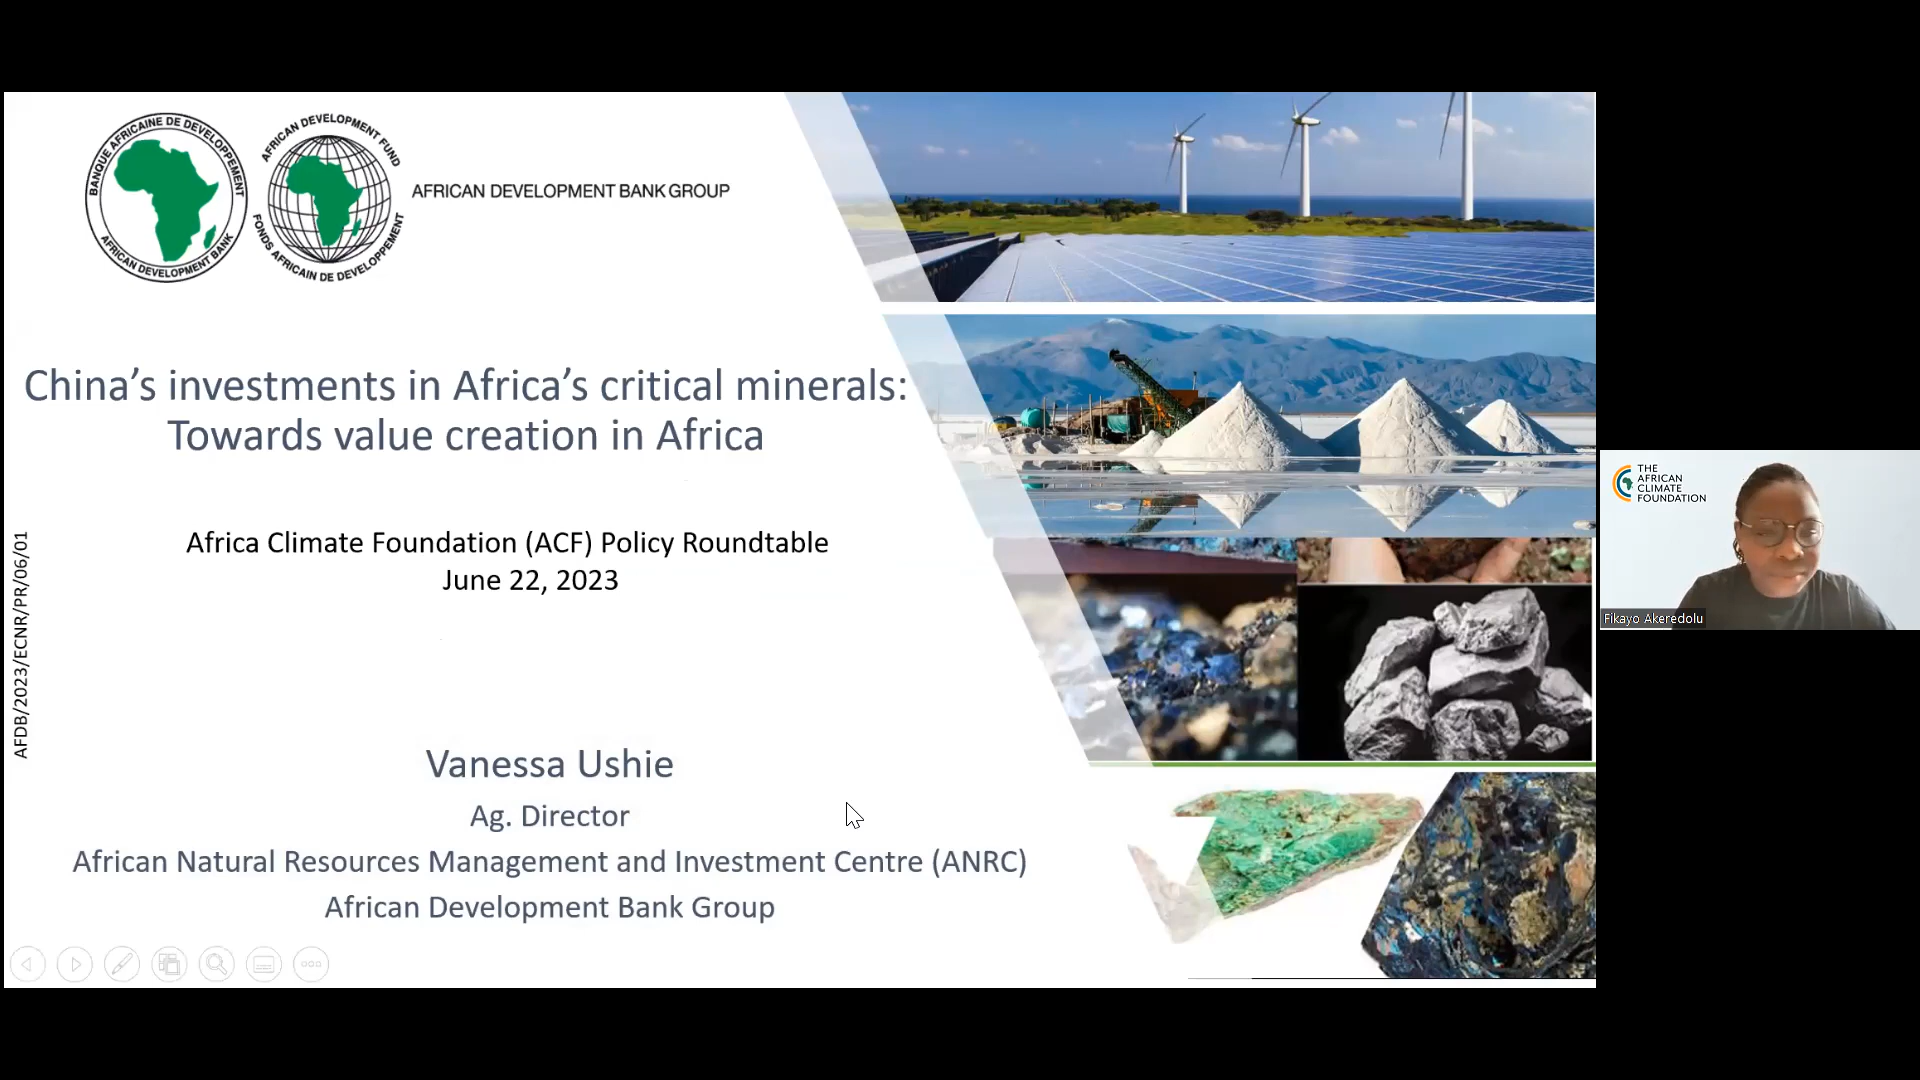 BANQUE AFRICAINE DE DEVELOPPEMENT
AFRICAN DEVELOPMENT BANK
AFRICAN DEVELOPMENT FUND
FONDS AFRICAIN DE DEVELOPPEMENT
AFRICAN DEVELOPMENT BANK GROUP
China’s investments in Africa’s critical minerals:
Towards value creation in Africa
Africa Climate Foundation (ACF) Policy Roundtable
June 22, 2023
AFDB/2023/ECNR/PR/06/01
Vanessa Ushie
Ag. Director
African Natural Resources Management and Investment Centre (ANRC)
African Development Bank Group
THE
AFRICAN
CLIMATE
FOUNDATION
Fikayo Akeredolu